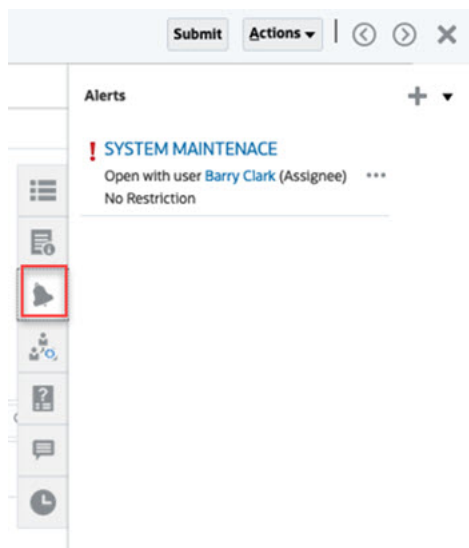 Submit Actions
Alerts
! SYSTEM MAINTENACE
Open with user Barry Clark (Assignee)
No Restriction